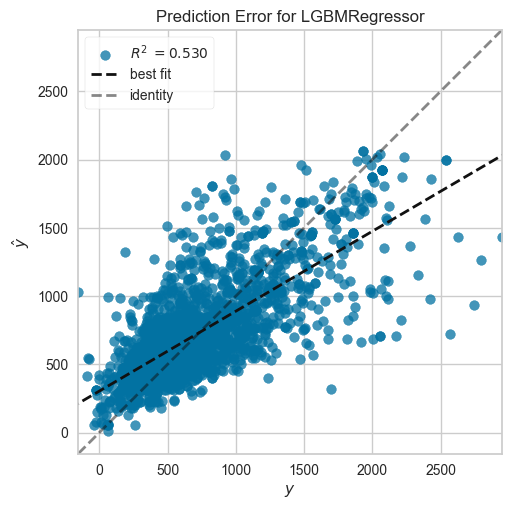 Prediction Error for LGBMRegressor
R² = 0.530
best fit
identity
2500
2000
1500
1000
500
0
ŷ
0 500 1000 1500 2000 2500
y